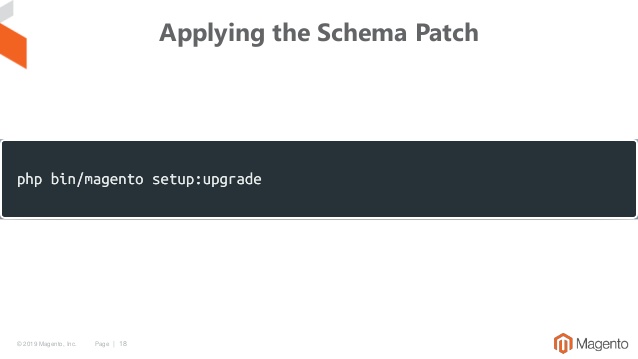 Applying the Schema Patch
php bin/magento setup:upgrade
© 2019 Magento, Inc. Page | 18
Magento